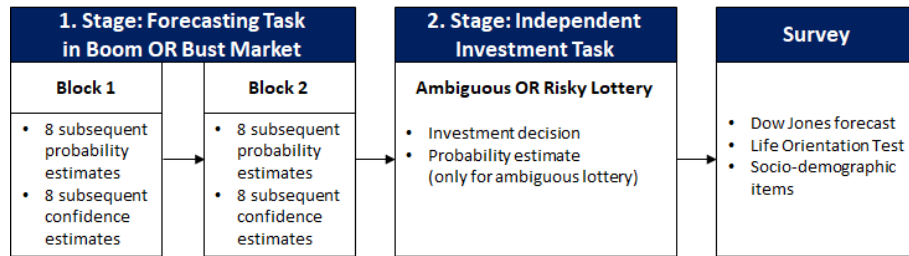 1. Stage: Forecasting Task
in Boom OR Bust Market
Block 1
• 8 subsequent
probability
estimates
• 8 subsequent
confidence
estimates
Block 2
• 8 subsequent
probability
estimates
• 8 subsequent
confidence
estimates
2. Stage: Independent
Investment Task
Ambiguous OR Risky Lottery
• Investment decision
• Probability estimate
(only for ambiguous lottery)
Survey
• Dow Jones forecast
• Life Orientation Test
• Socio-demographic
items